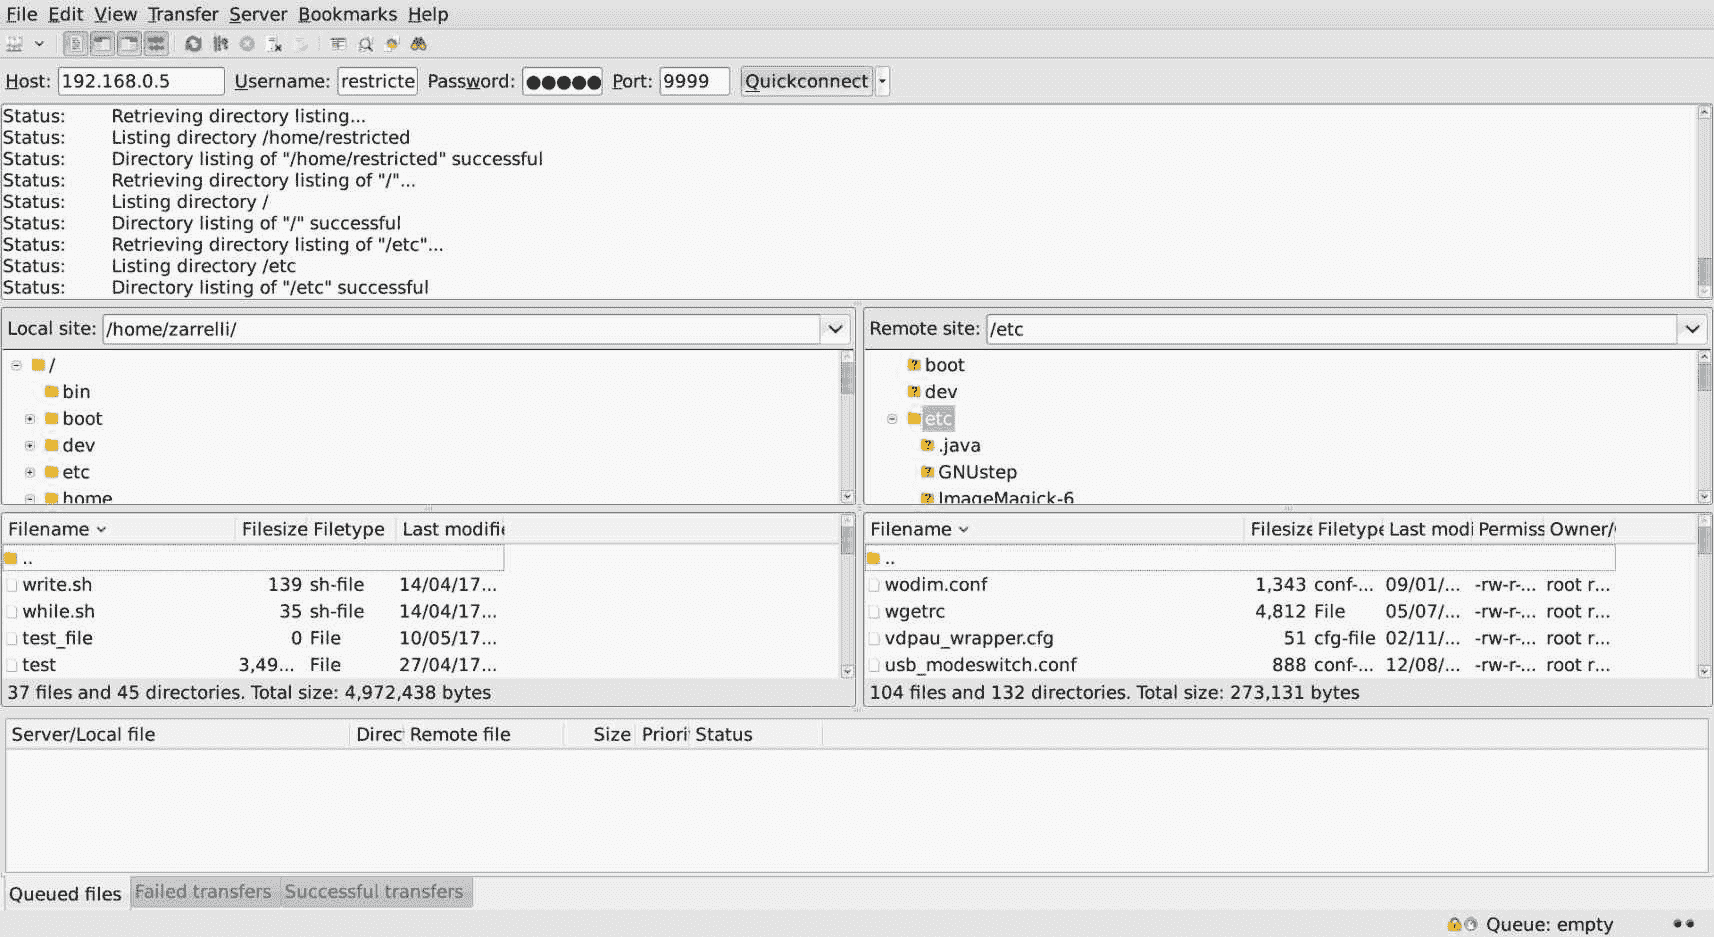 File Edit View Transfer Server Bookmarks Help
Host: 192.168.0.5 Username: restricte Password: ●●●●● Port: 9999 Quickconnect
Status: Retrieving directory listing...
Status: Listing directory /home/restricted
Status: Directory listing of "/home/restricted" successful
Status: Retrieving directory listing of "/"...
Status: Listing directory /
Status: Directory listing of "/" successful
Status: Retrieving directory listing of "/etc"...
Status: Listing directory /etc
Status: Directory listing of "/etc" successful
Local site: /home/zarrelli/
/
bin
boot
dev
etc
home
Filename Filesize Filetype Last modifie
..
write.sh 139 sh-file 14/04/17...
while.sh 35 sh-file 14/04/17...
test_file 0 File 10/05/17...
test 3,49... File 27/04/17...
37 files and 45 directories. Total size: 4,972,438 bytes
Remote site: /etc
boot
dev
etc
.java
GNUstep
ImageMagick-6
Filename Filesize Filetype Last modi Permiss Owner/
..
wodim.conf 1,343 conf-... 09/01/... -rw-r-... root r...
wgetrc 4,812 File 05/07/... -rw-r-... root r...
vdpau_wrapper.cfg 51 cfg-file 02/11/... -rw-r-... root r...
usb_modeswitch.conf 888 conf-... 12/08/... -rw-r-... root r...
104 files and 132 directories. Total size: 273,131 bytes
Server/Local file Direc Remote file Size Priori Status
Queued files Failed transfers Successful transfers
Queue: empty